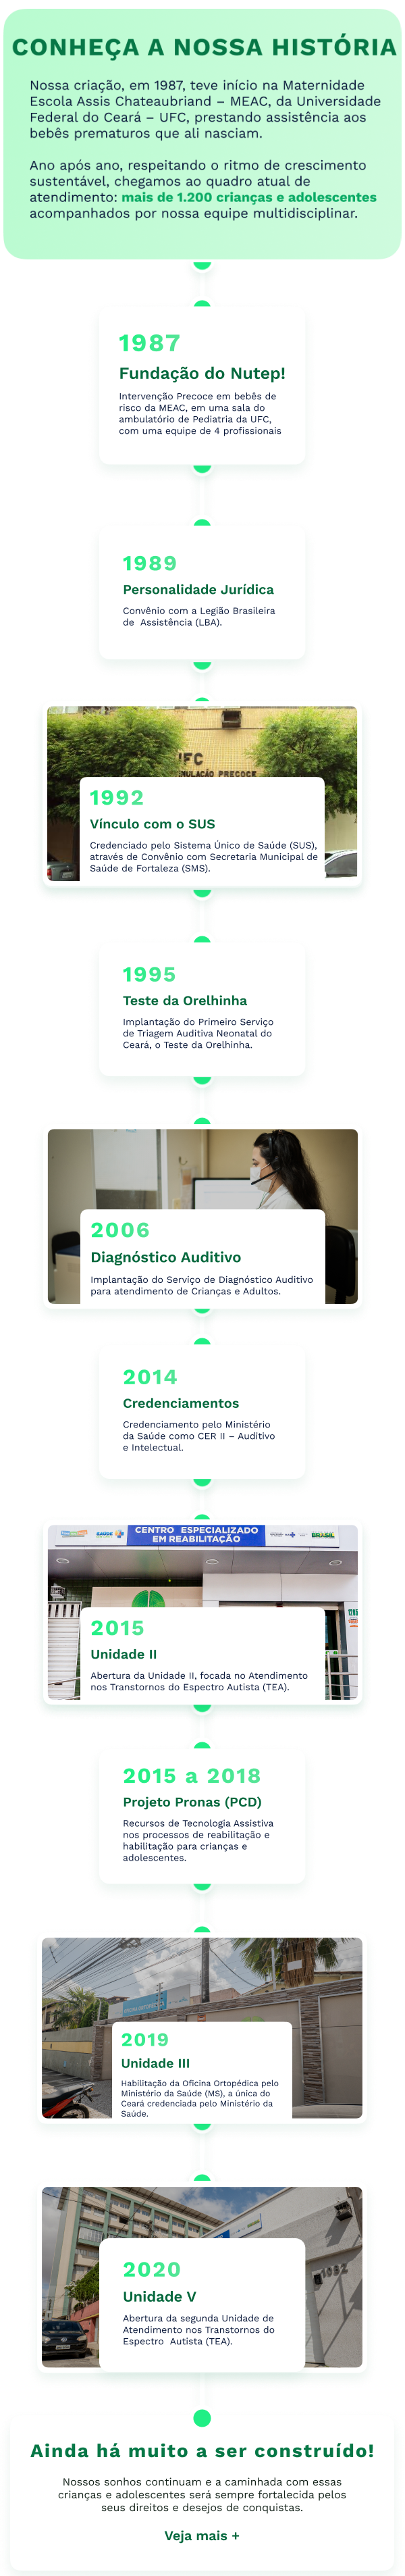 CONHEÇA A NOSSA HISTÓRIA
Nossa criação, em 1987, teve início na Maternidade
Escola Assis Chateaubriand – MEAC, da Universidade
Federal do Ceará – UFC, prestando assistência aos
bebês prematuros que ali nasciam.
Ano após ano, respeitando o ritmo de crescimento
sustentável, chegamos ao quadro atual de
atendimento: mais de 1.200 crianças e adolescentes
acompanhados por nossa equipe multidisciplinar.
1987
Fundação do Nutep!
Intervenção Precoce em bebês de
risco da MEAC, em uma sala do
ambulatório de Pediatria da UFC,
com uma equipe de 4 profissionais
1989
Personalidade Jurídica
Convênio com a Legião Brasileira
de Assistência (LBA).
FC
MULAÇÃO PRECOCE
1992
Vínculo com o SUS
Credenciado pelo Sistema Único de Saúde (SUS),
através de Convênio com Secretaria Municipal de
Saúde de Fortaleza (SMS).
1995
Teste da Orelhinha
Implantação do Primeiro Serviço
de Triagem Auditiva Neonatal do
Ceará, o Teste da Orelhinha.
2006
Diagnóstico Auditivo
Implantação do Serviço de Diagnóstico Auditivo
para atendimento de Crianças e Adultos.
2014
Credenciamentos
Credenciamento pelo Ministério
da Saúde como CER II – Auditivo
e Intelectual.
CENTRO ESPECIALIZADO
EM REABILITAÇÃO
SAÚDE
BRASIL
2015
Unidade II
Abertura da Unidade II, focada no Atendimento
nos Transtornos do Espectro Autista (TEA).
2015 a 2018
Projeto Pronas (PCD)
Recursos de Tecnologia Assistiva
nos processos de reabilitação e
habilitação para crianças e
adolescentes.
2019
Unidade III
Habilitação da Oficina Ortopédica pelo
Ministério da Saúde (MS), a única do
Ceará credenciada pelo Ministério da
Saúde.
2020
Unidade V
Abertura da segunda Unidade de
Atendimento nos Transtornos do
Espectro Autista (TEA).
Ainda há muito a ser construído!
Nossos sonhos continuam e a caminhada com essas
crianças e adolescentes será sempre fortalecida pelos
seus direitos e desejos de conquistas.
Veja mais +